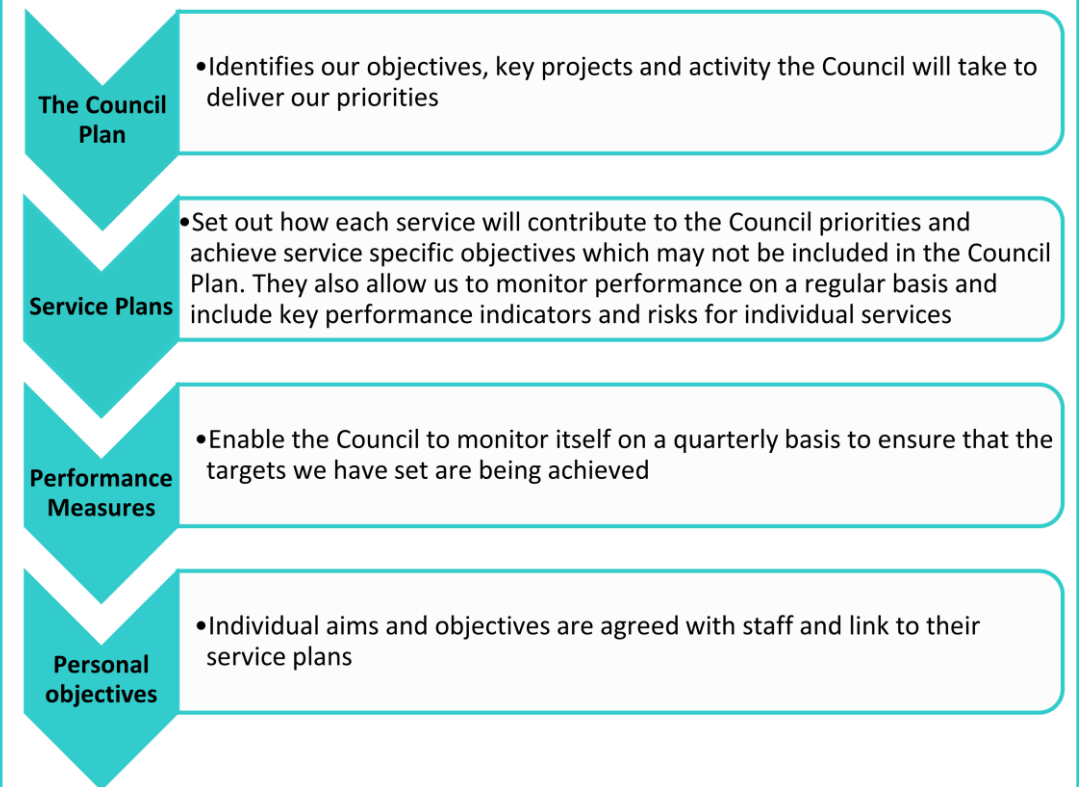 The Council
Plan
•Identifies our objectives, key projects and activity the Council will take to
deliver our priorities
Service Plans
•Set out how each service will contribute to the Council priorities and
achieve service specific objectives which may not be included in the Council
Plan. They also allow us to monitor performance on a regular basis and
include key performance indicators and risks for individual services
Performance
Measures
•Enable the Council to monitor itself on a quarterly basis to ensure that the
targets we have set are being achieved
Personal
objectives
•Individual aims and objectives are agreed with staff and link to their
service plans